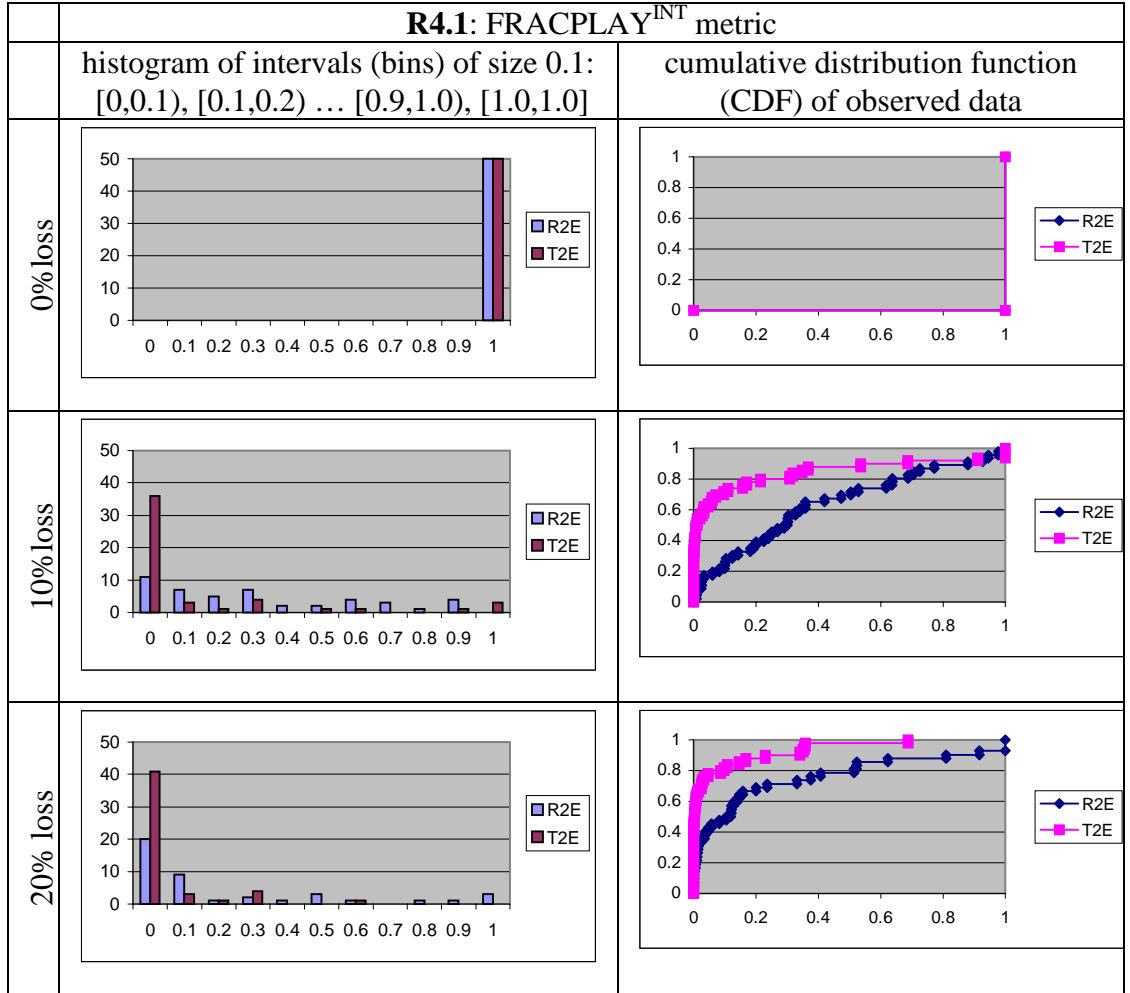 R4.1: FRACPLAY^INT metric
histogram of intervals (bins) of size 0.1:
[0,0.1), [0.1,0.2) … [0.9,1.0), [1.0,1.0]
cumulative distribution function
(CDF) of observed data
0%loss
50
40
30
20
10
0
0 0.1 0.2 0.3 0.4 0.5 0.6 0.7 0.8 0.9 1
R2E
T2E
1
0.8
0.6
0.4
0.2
0
0 0.2 0.4 0.6 0.8 1
R2E
T2E
10%loss
50
40
30
20
10
0
0 0.1 0.2 0.3 0.4 0.5 0.6 0.7 0.8 0.9 1
R2E
T2E
1
0.8
0.6
0.4
0.2
0
0 0.2 0.4 0.6 0.8 1
R2E
T2E
20% loss
50
40
30
20
10
0
0 0.1 0.2 0.3 0.4 0.5 0.6 0.7 0.8 0.9 1
R2E
T2E
1
0.8
0.6
0.4
0.2
0
0 0.2 0.4 0.6 0.8 1
R2E
T2E